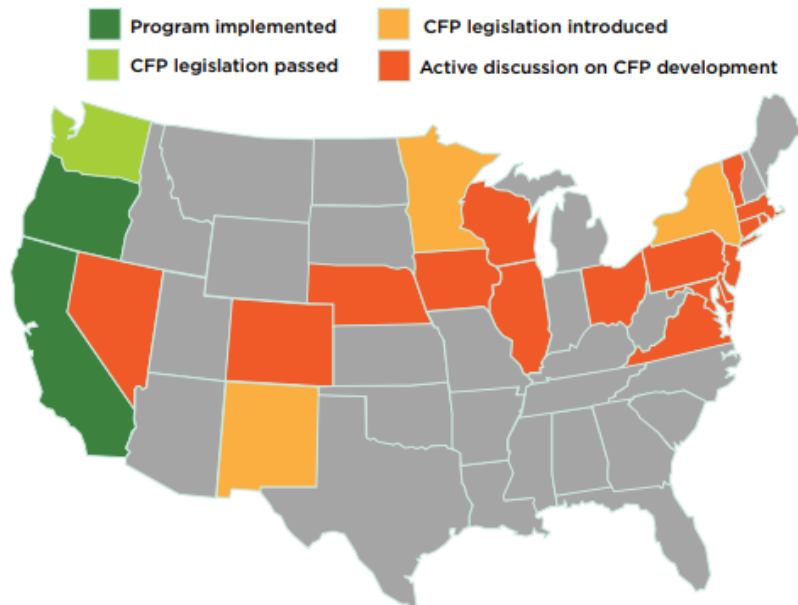 Program implemented
CFP legislation introduced
CFP legislation passed
Active discussion on CFP development